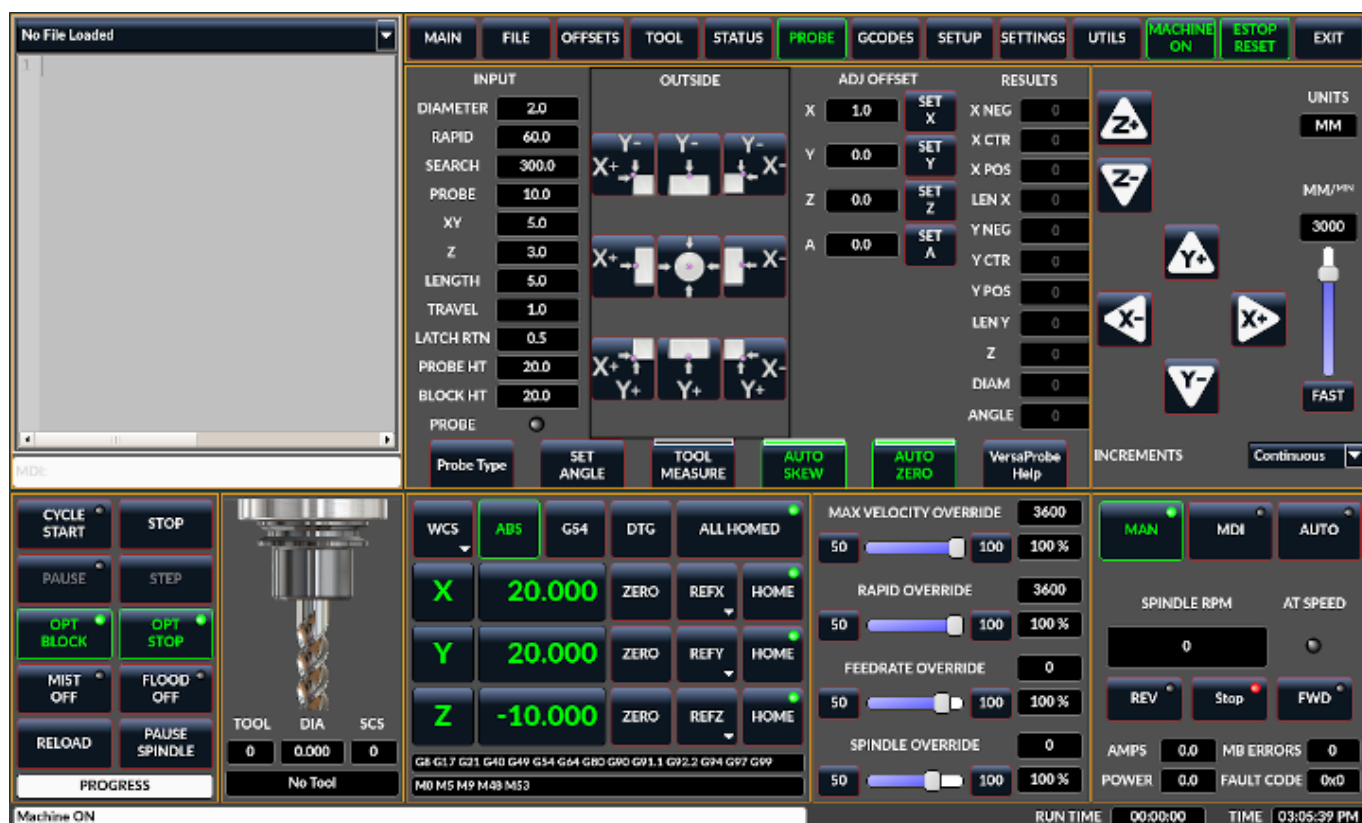 No File Loaded
MAIN FILE OFFSETS TOOL STATUS PROBE GCODES SETUP SETTINGS UTILS MACHINE ON ESTOP RESET EXIT
1
MDI:
INPUT
DIAMETER 2.0
RAPID 60.0
SEARCH 300.0
PROBE 10.0
XY 5.0
Z 3.0
LENGTH 5.0
TRAVEL 1.0
LATCH RTN 0.5
PROBE HT 20.0
BLOCK HT 20.0
PROBE
OUTSIDE
Y- Y- Y-
X+ X-
X+ X-
X+ X-
Y+ Y+ Y+
ADJ OFFSET
X 1.0 SET X
Y 0.0 SET Y
Z 0.0 SET Z
A 0.0 SET A
RESULTS
X NEG 0
X CTR 0
X POS 0
LEN X 0
Y NEG 0
Y CTR 0
Y POS 0
LEN Y 0
Z 0
DIAM 0
ANGLE 0
Probe Type SET ANGLE TOOL MEASURE AUTO SKEW AUTO ZERO VersaProbe Help
Z+
Z-
Y+
X- X+
Y-
UNITS
MM
MM/MIN
3000
FAST
INCREMENTS Continuous
CYCLE START STOP
PAUSE STEP
OPT BLOCK OPT STOP
MIST OFF FLOOD OFF
RELOAD PAUSE SPINDLE
PROGRESS
TOOL DIA SCS
0 0.000 0
No Tool
WCS ABS G54 DTG ALL HOMED
X 20.000 ZERO REFX HOME
Y 20.000 ZERO REFY HOME
Z -10.000 ZERO REFZ HOME
G8 G17 G21 G40 G49 G54 G64 G80 G90 G91.1 G92.2 G94 G97 G99
M0 M5 M9 M48 M53
MAX VELOCITY OVERRIDE 3600
50 100 100 %
RAPID OVERRIDE 3600
50 100 100 %
FEEDRATE OVERRIDE 0
50 100 100 %
SPINDLE OVERRIDE 0
50 100 100 %
MAN MDI AUTO
SPINDLE RPM AT SPEED
0
REV Stop FWD
AMPS 0.0 MB ERRORS 0
POWER 0.0 FAULT CODE 0x0
Machine ON RUN TIME 00:00:00 TIME 03:05:39 PM